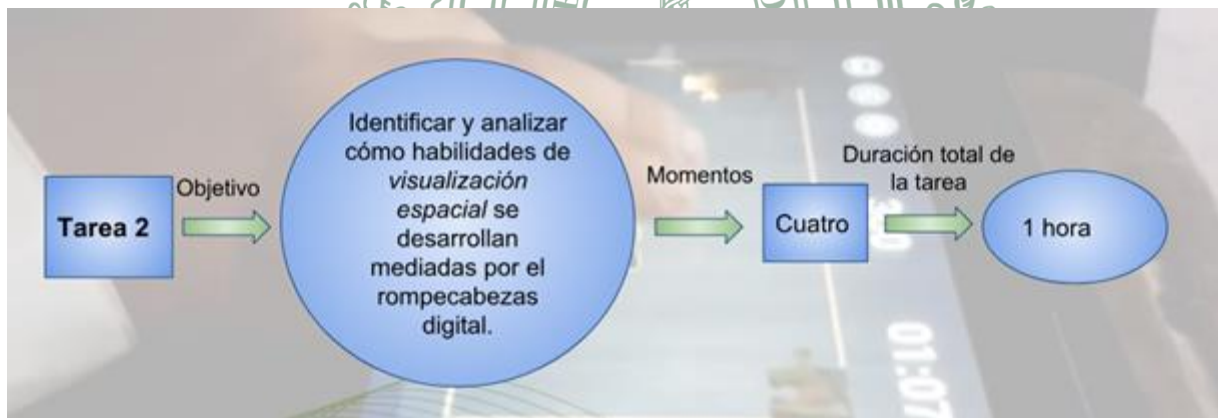 Tarea 2
Objetivo
Identificar y analizar
cómo habilidades de
visualización
espacial se
desarrollan
mediadas por el
rompecabezas
digital.
Momentos
Cuatro
Duración total de
la tarea
1 hora
01:07